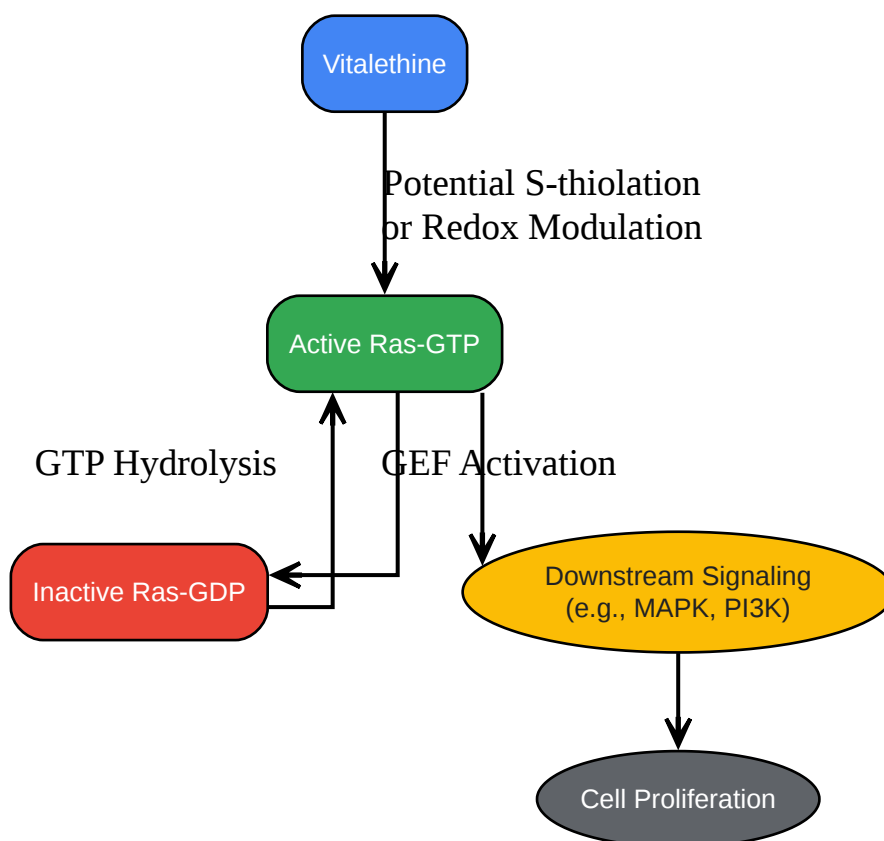 Vitalethine
Potential S-thiolation
or Redox Modulation
Active Ras-GTP
GTP Hydrolysis
GEF Activation
Inactive Ras-GDP
Downstream Signaling
(e.g., MAPK, PI3K)
Cell Proliferation